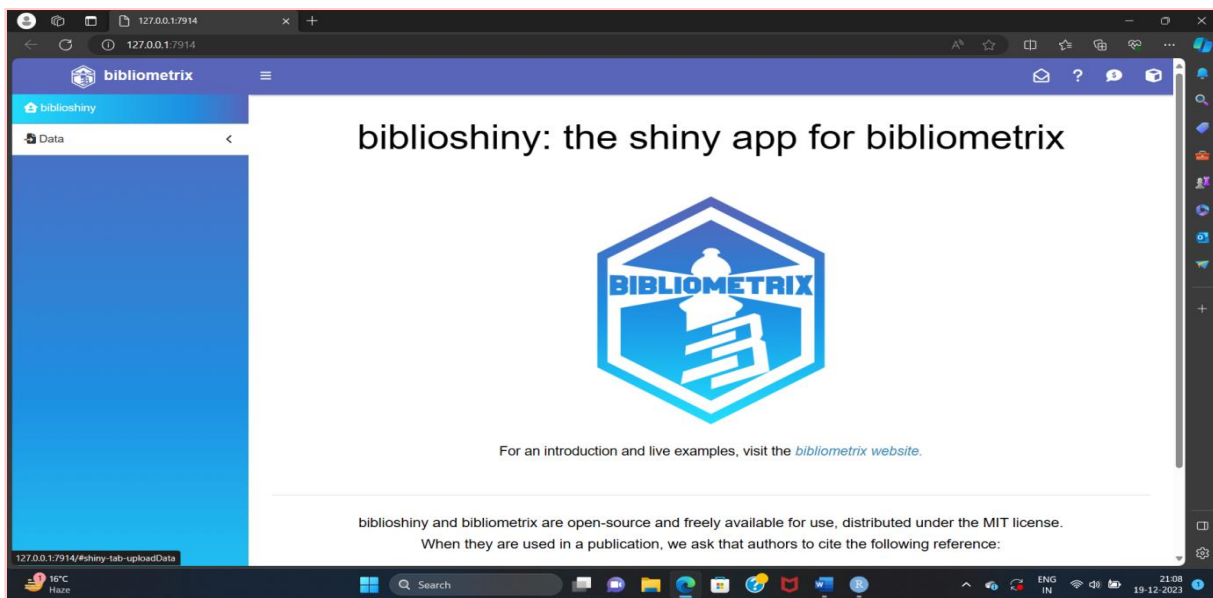 127.0.0.1:7914
127.0.0.1:7914
bibliometrix
biblioshiny
Data
biblioshiny: the shiny app for bibliometrix
BIBLIOMETRIX
For an introduction and live examples, visit the bibliometrix website.
biblioshiny and bibliometrix are open-source and freely available for use, distributed under the MIT license.
When they are used in a publication, we ask that authors to cite the following reference:
127.0.0.1:7914/#shiny-tab-uploadData
1
16°C
Haze
Search
ENG
IN
21:08
19-12-2023